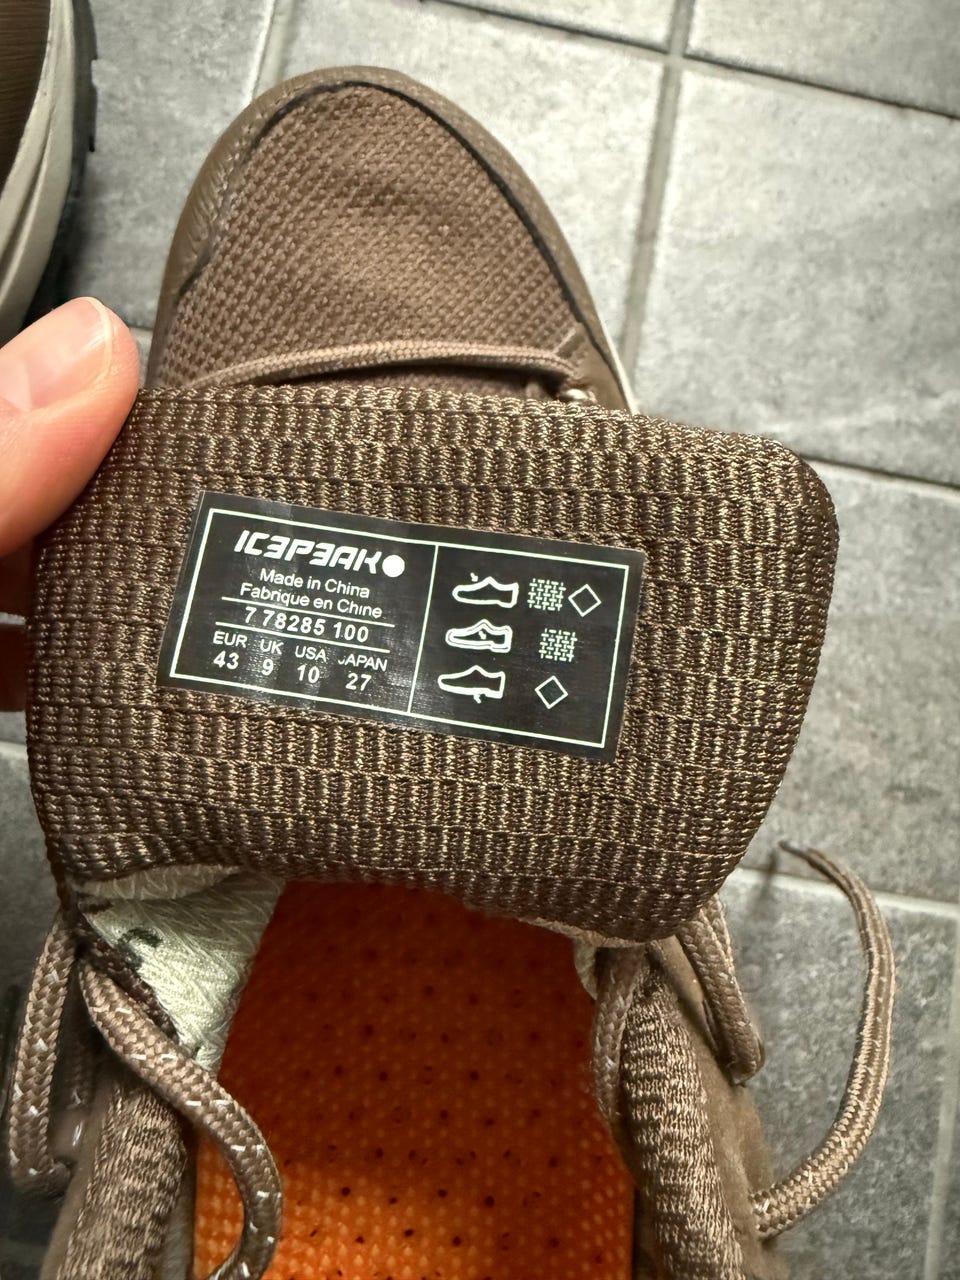 ICEPEAK
Made in China
Fabrique en Chine
7 78285 100
EUR UK USA JAPAN
43 9 10 27